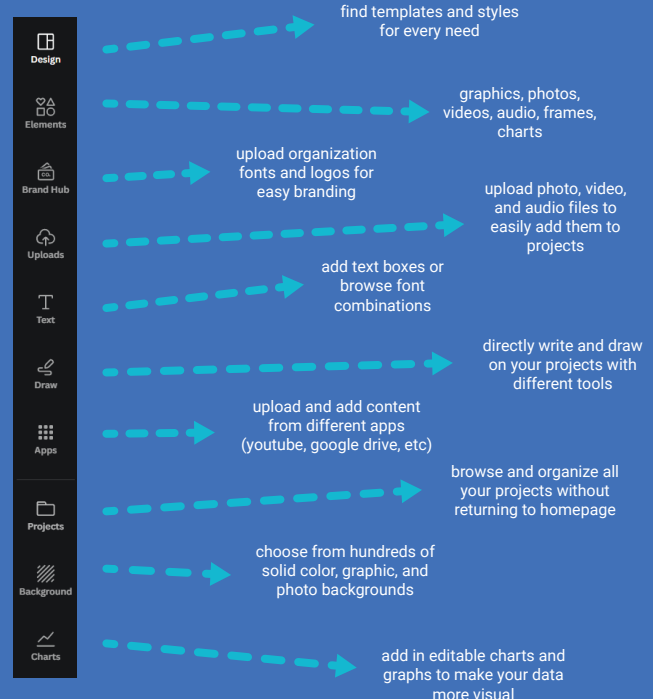 find templates and styles
for every need
Design
graphics, photos,
videos, audio, frames,
charts
Elements
upload organization
fonts and logos for
easy branding
CO.
Brand Hub
upload photo, video,
and audio files to
easily add them to
projects
Uploads
add text boxes or
browse font
combinations
T
Text
directly write and draw
on your projects with
different tools
Draw
upload and add content
from different apps
(youtube, google drive, etc)
Apps
browse and organize all
your projects without
returning to homepage
Projects
choose from hundreds of
solid color, graphic, and
photo backgrounds
Background
add in editable charts and
graphs to make your data
more visual
Charts